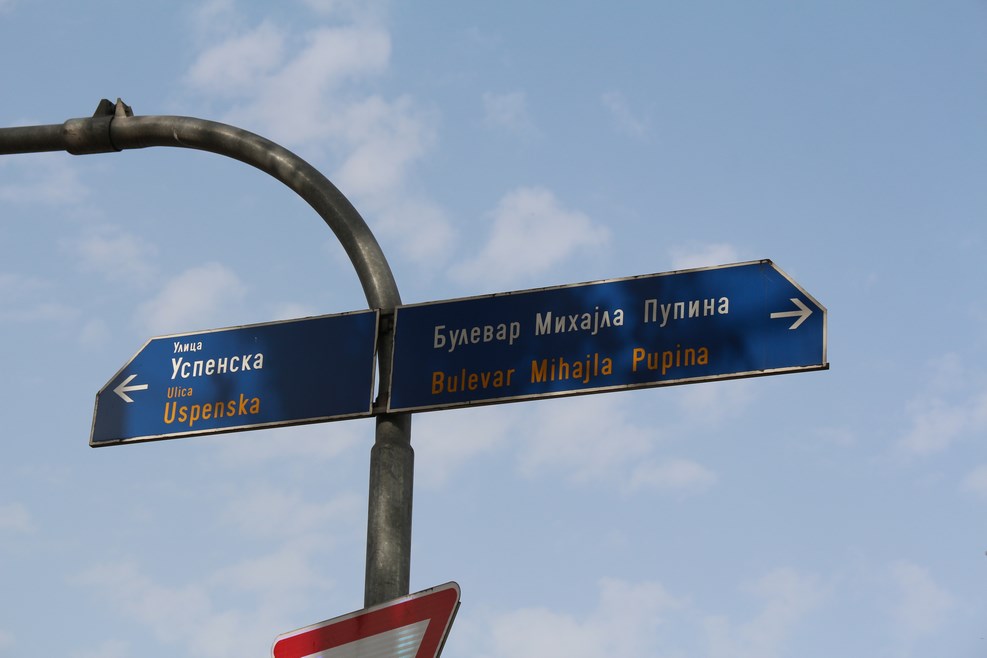 Улица
Успенска
Ulica
Uspenska
Булевар Михајла Пупина
Bulevar Mihajla Pupina